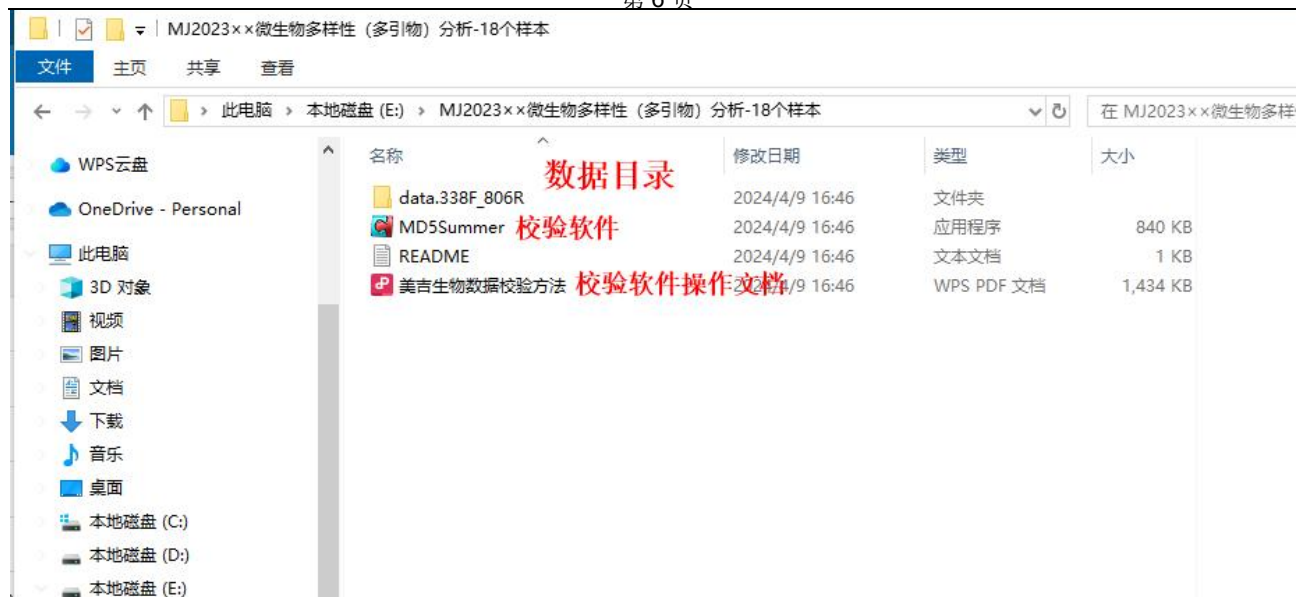 第 6 页
MJ2023××微生物多样性（多引物）分析-18个样本
文件 主页 共享 查看
此电脑 › 本地磁盘 (E:) › MJ2023××微生物多样性（多引物）分析-18个样本
在 MJ2023××微生物多样
名称 修改日期 类型 大小
数据目录
data.338F_806R 2024/4/9 16:46 文件夹
MD5Summer 校验软件 2024/4/9 16:46 应用程序 840 KB
README 2024/4/9 16:46 文本文档 1 KB
美吉生物数据校验方法 校验软件操作文档 2024/4/9 16:46 WPS PDF 文档 1,434 KB
WPS云盘
OneDrive - Personal
此电脑
3D 对象
视频
图片
文档
下载
音乐
桌面
本地磁盘 (C:)
本地磁盘 (D:)
本地磁盘 (E:)